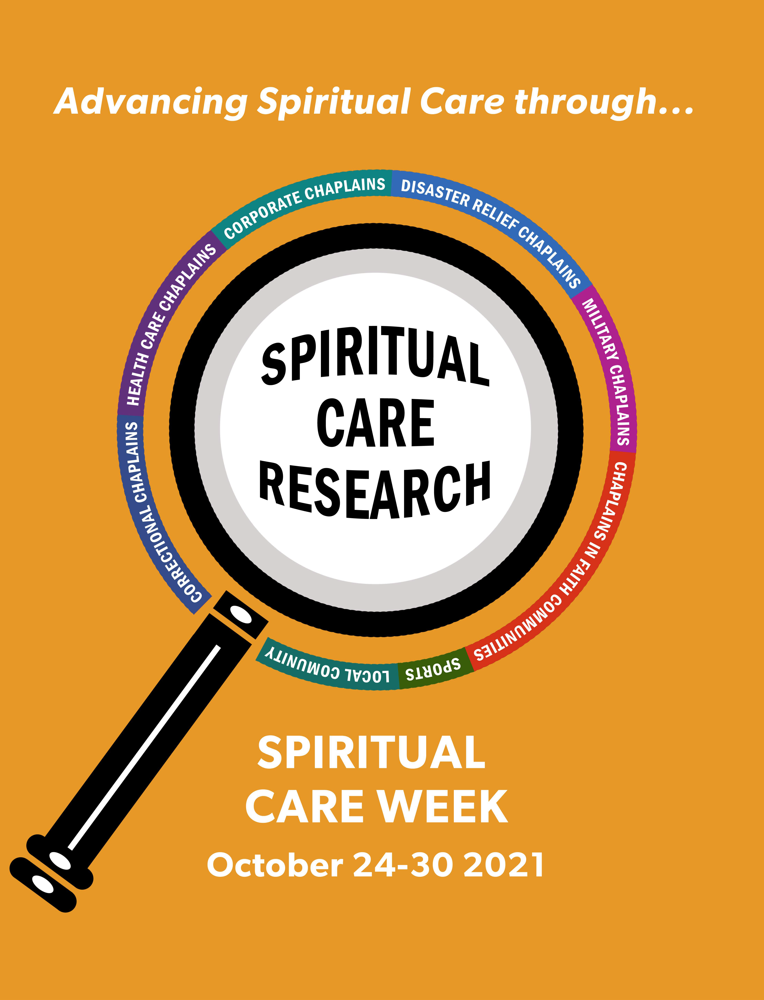 Advancing Spiritual Care through...
CORRECTIONAL CHAPLAINS
HEALTH CARE CHAPLAINS
CORPORATE CHAPLAINS
DISASTER RELIEF CHAPLAINS
MILITARY CHAPLAINS
CHAPLAINS IN FAITH COMMUNITIES
SPORTS
LOCAL COMUNITY
SPIRITUAL
CARE
RESEARCH
SPIRITUAL
CARE WEEK
October 24-30 2021